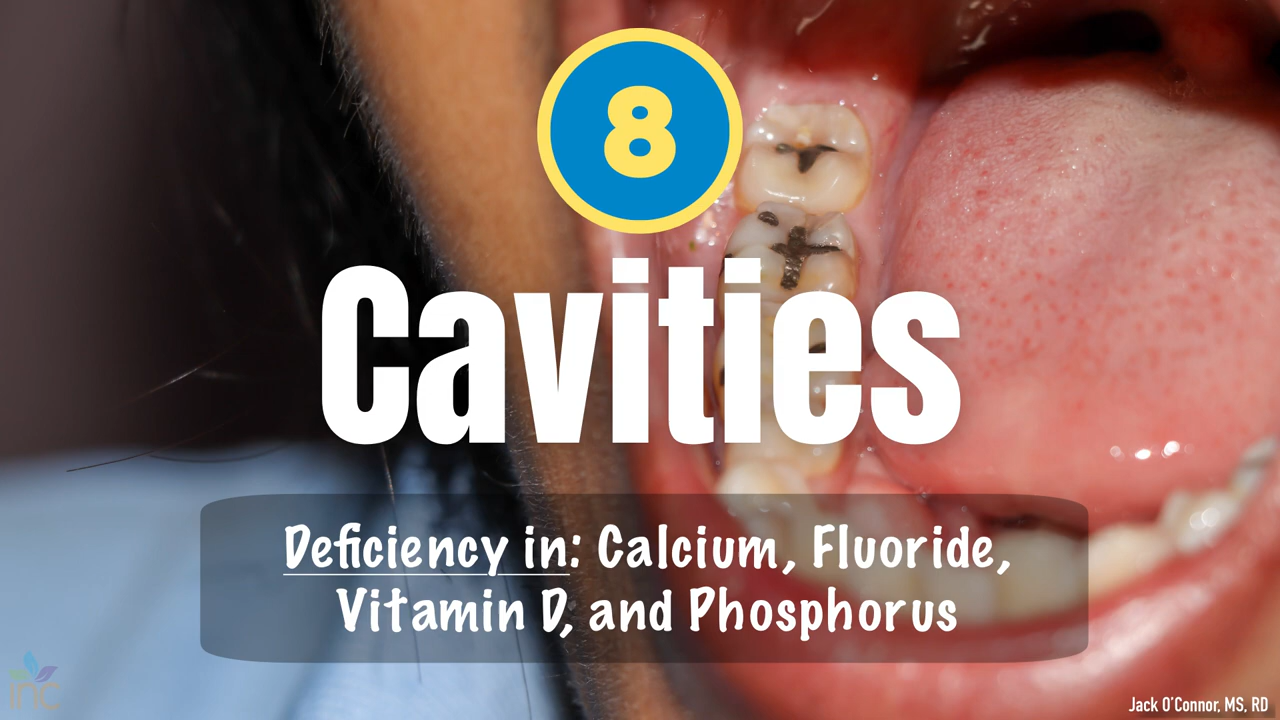 8
Cavities
Deficiency in: Calcium, Fluoride,
Vitamin D, and Phosphorus
inc
Jack O'Connor, MS, RD